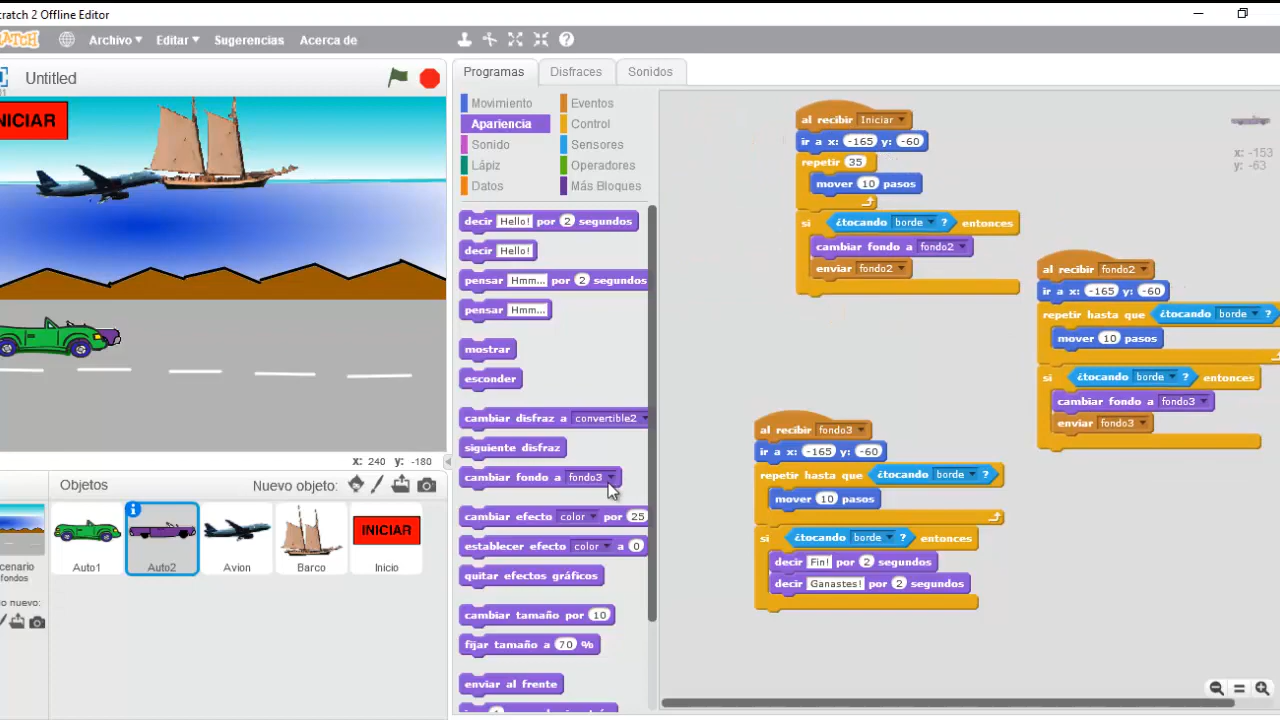 cratch 2 Offline Editor
Archivo Editar Sugerencias Acerca de
Untitled
INICIAR
x: 240 y: -180
Objetos Nuevo objeto:
Auto1 Auto2 Avion Barco INICIAR Inicio
cenario
fondos
o nuevo:
Programas Disfraces Sonidos
Movimiento Eventos
Apariencia Control
Sonido Sensores
Lápiz Operadores
Datos Más Bloques
decir Hello! por 2 segundos
decir Hello!
pensar Hmm... por 2 segundos
pensar Hmm...
mostrar
esconder
cambiar disfraz a convertible2
siguiente disfraz
cambiar fondo a fondo3
cambiar efecto color por 25
establecer efecto color a 0
quitar efectos gráficos
cambiar tamaño por 10
fijar tamaño a 70 %
enviar al frente
al recibir Iniciar
ir a x: -165 y: -60
repetir 35
mover 10 pasos
si ¿tocando borde ? entonces
cambiar fondo a fondo2
enviar fondo2
al recibir fondo2
ir a x: -165 y: -60
repetir hasta que ¿tocando borde ?
mover 10 pasos
si ¿tocando borde ? entonces
cambiar fondo a fondo3
enviar fondo3
al recibir fondo3
ir a x: -165 y: -60
repetir hasta que ¿tocando borde ?
mover 10 pasos
si ¿tocando borde ? entonces
decir Fin! por 2 segundos
decir Ganastes! por 2 segundos
x: -153
y: -63